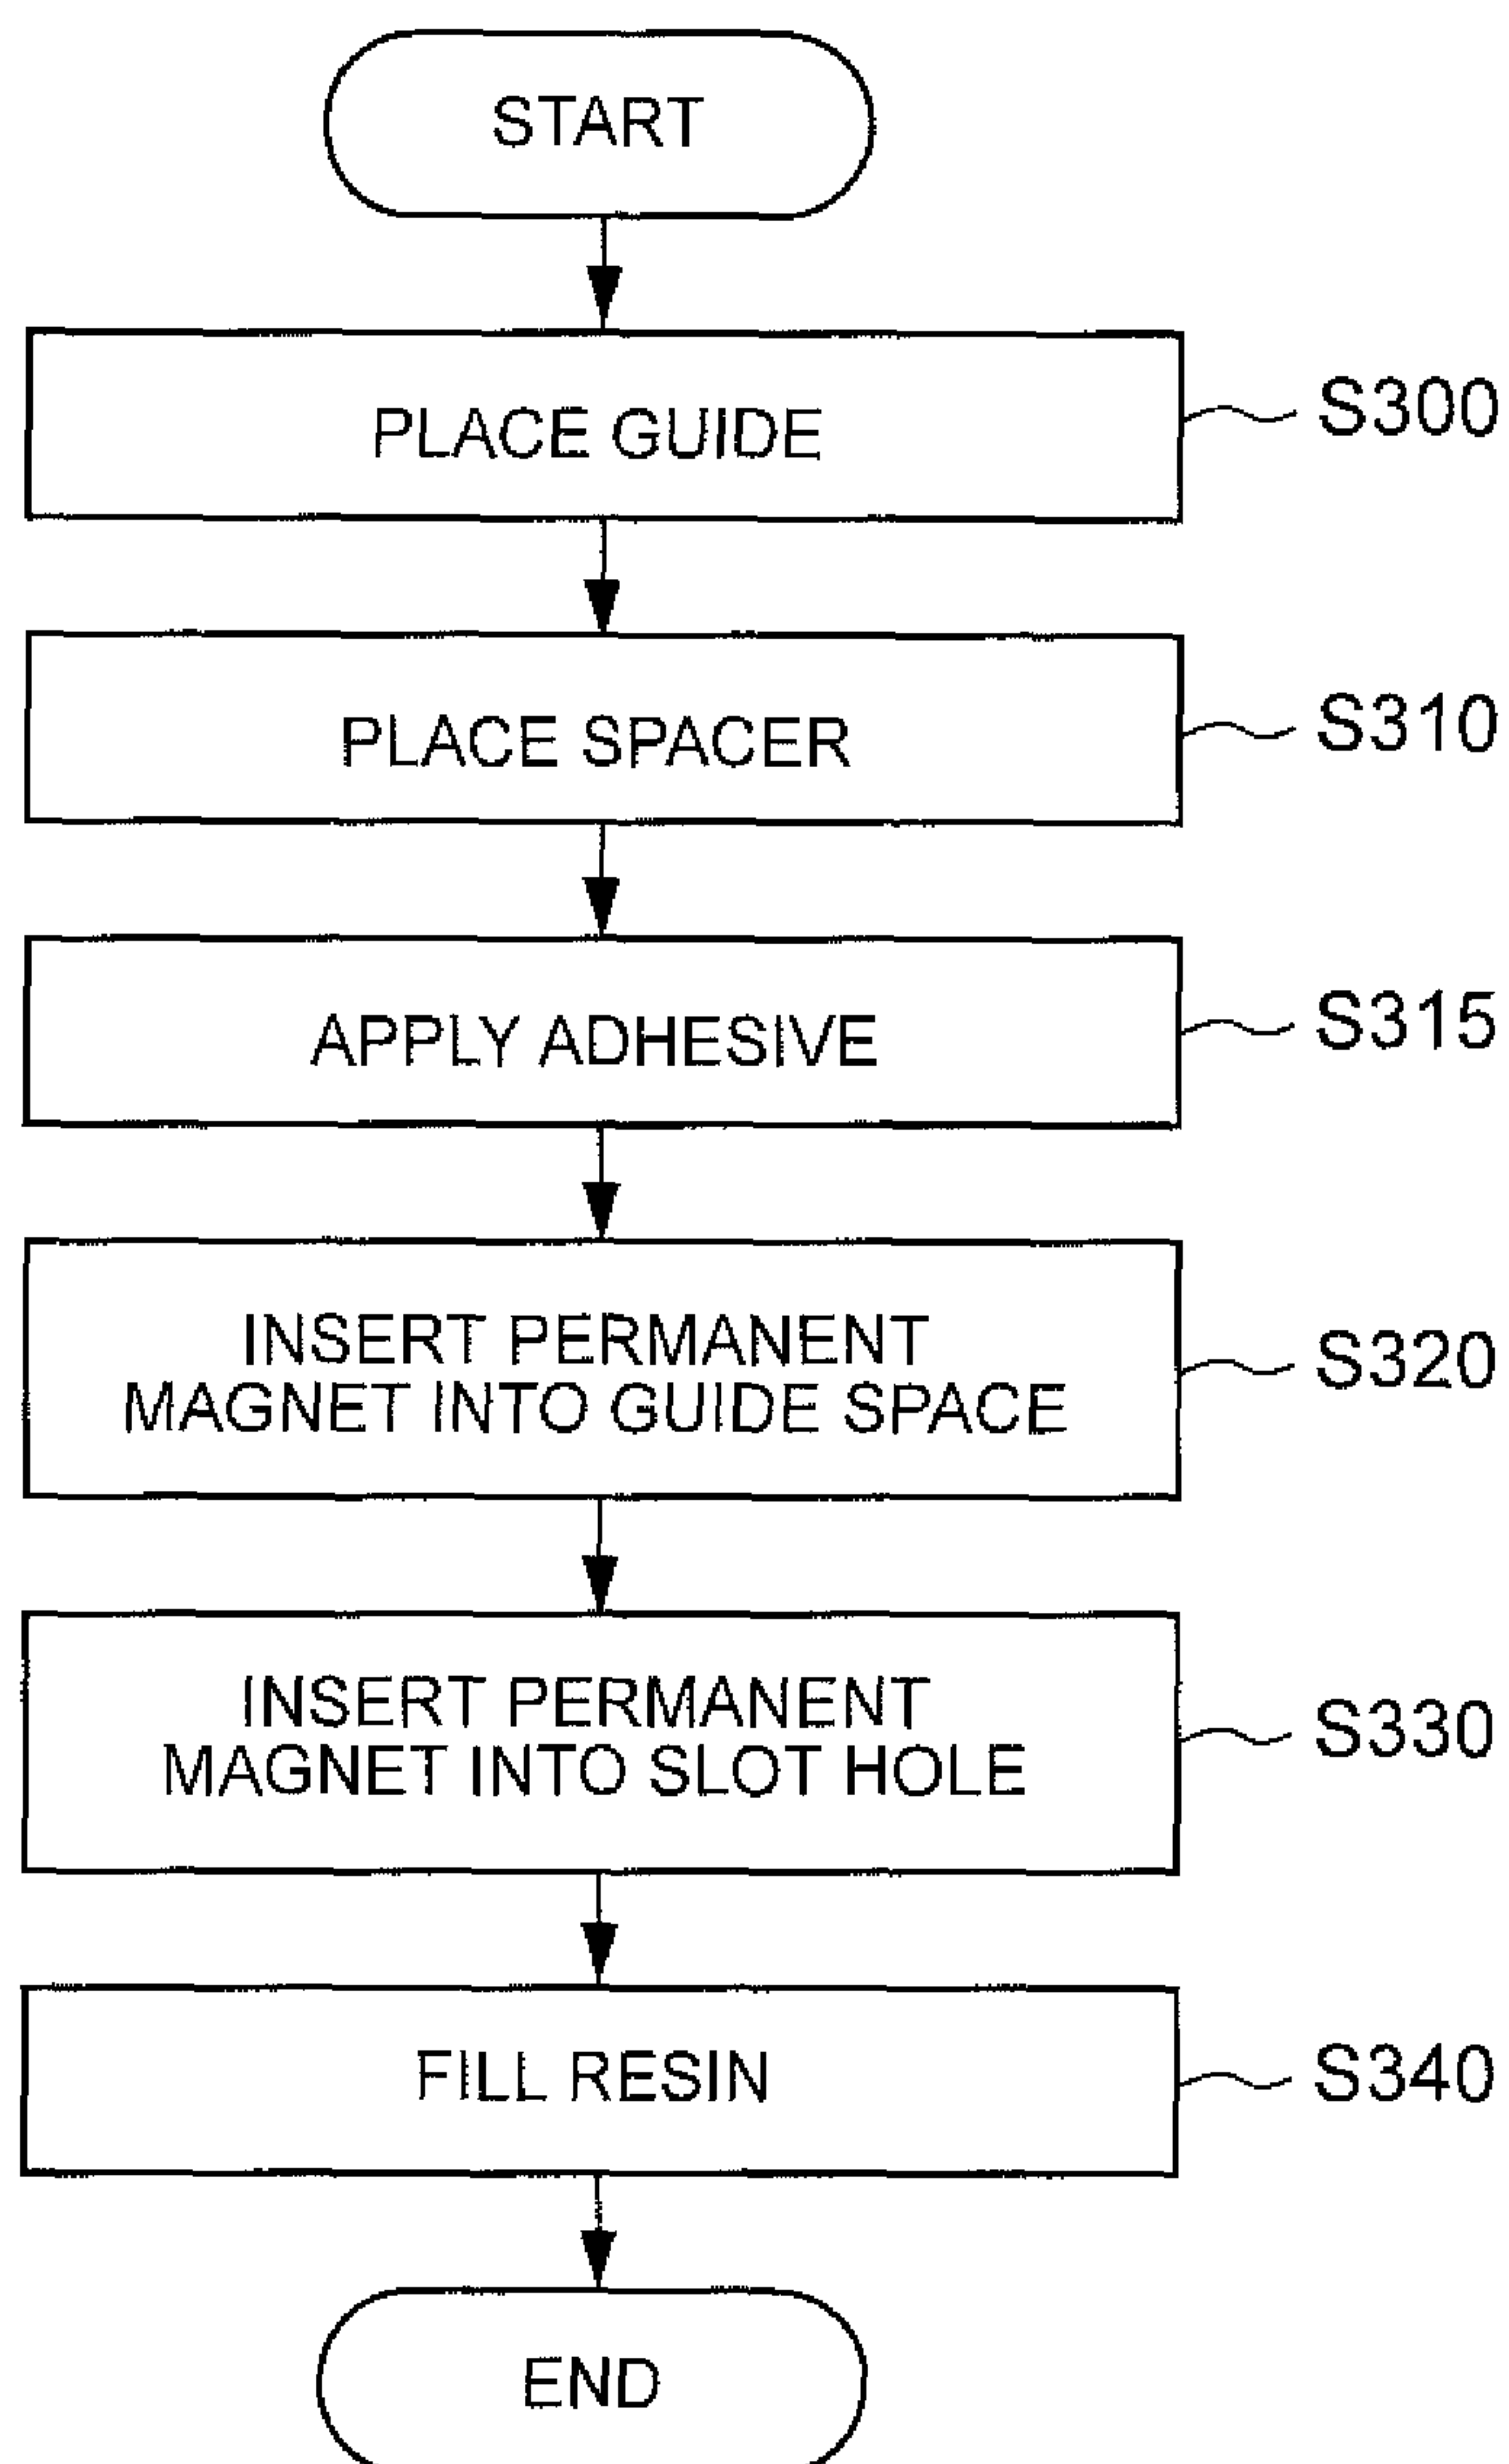 START
PLACE GUIDE
S300
PLACE SPACER
S310
APPLY ADHESIVE
S315
INSERT PERMANENT
MAGNET INTO GUIDE SPACE
S320
INSERT PERMANENT
MAGNET INTO SLOT HOLE
S330
FILL RESIN
S340
END